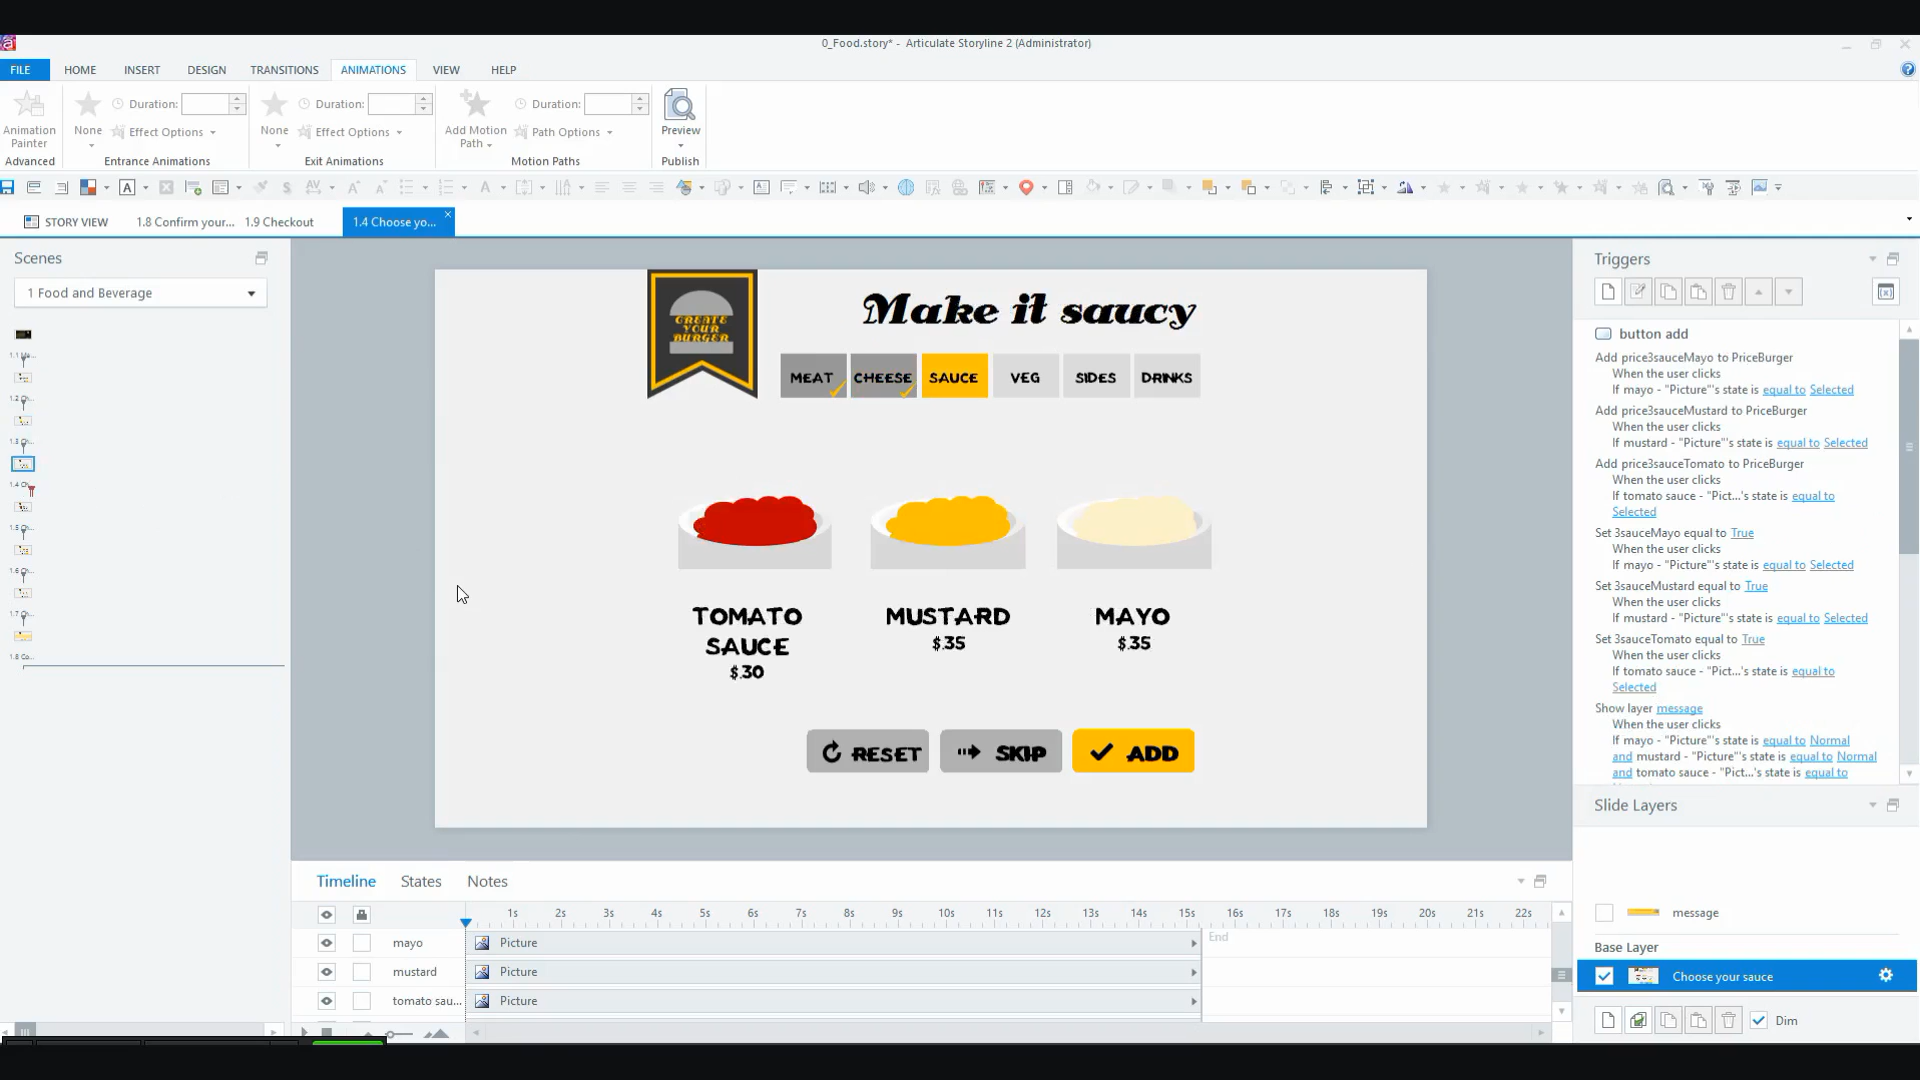 0_Food.story* - Articulate Storyline 2 (Administrator)
FILE HOME INSERT DESIGN TRANSITIONS ANIMATIONS VIEW HELP
Animation Painter
None
Duration:
Effect Options
None
Duration:
Effect Options
Add Motion Path
Duration:
Path Options
Preview
Advanced Entrance Animations Exit Animations Motion Paths Publish
STORY VIEW 1.8 Confirm your... 1.9 Checkout 1.4 Choose yo...
Scenes
1 Food and Beverage
CREATE
YOUR
BURGER
Make it saucy
MEAT CHEESE SAUCE VEG SIDES DRINKS
TOMATO
SAUCE
$.30
MUSTARD
$.35
MAYO
$.35
RESET SKIP ADD
Timeline States Notes
1s 2s 3s 4s 5s 6s 7s 8s 9s 10s 11s 12s 13s 14s 15s 16s 17s 18s 19s 20s 21s 22s
mayo Picture End
mustard Picture
tomato sau... Picture
Triggers
button add
Add price3sauceMayo to PriceBurger
When the user clicks
If mayo - "Picture"'s state is equal to Selected
Add price3sauceMustard to PriceBurger
When the user clicks
If mustard - "Picture"'s state is equal to Selected
Add price3sauceTomato to PriceBurger
When the user clicks
If tomato sauce - "Pict...'s state is equal to
Selected
Set 3sauceMayo equal to True
When the user clicks
If mayo - "Picture"'s state is equal to Selected
Set 3sauceMustard equal to True
When the user clicks
If mustard - "Picture"'s state is equal to Selected
Set 3sauceTomato equal to True
When the user clicks
If tomato sauce - "Pict...'s state is equal to
Selected
Show layer message
When the user clicks
If mayo - "Picture"'s state is equal to Normal
and mustard - "Picture"'s state is equal to Normal
and tomato sauce - "Pict...'s state is equal to
Slide Layers
message
Base Layer
Choose your sauce
Dim